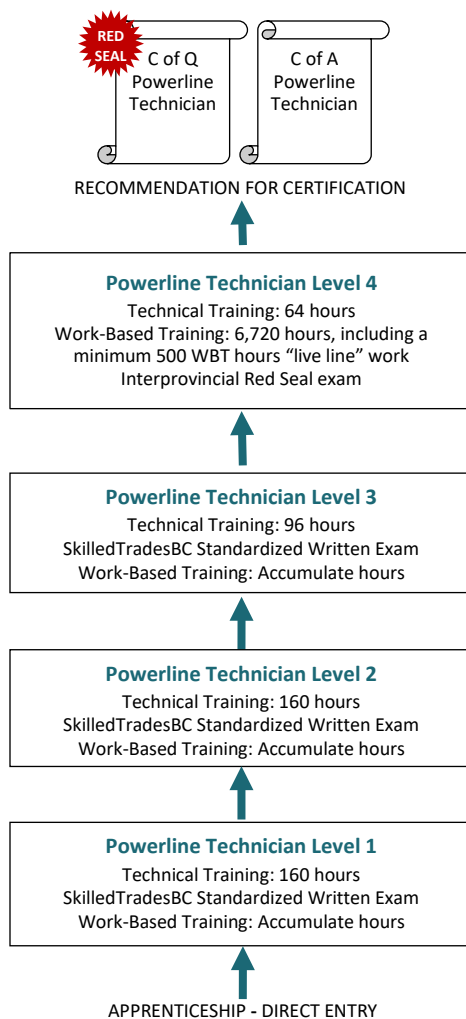 RED
SEAL
C of Q
Powerline
Technician
C of A
Powerline
Technician
RECOMMENDATION FOR CERTIFICATION
Powerline Technician Level 4
Technical Training: 64 hours
Work-Based Training: 6,720 hours, including a
minimum 500 WBT hours “live line” work
Interprovincial Red Seal exam
Powerline Technician Level 3
Technical Training: 96 hours
SkilledTradesBC Standardized Written Exam
Work-Based Training: Accumulate hours
Powerline Technician Level 2
Technical Training: 160 hours
SkilledTradesBC Standardized Written Exam
Work-Based Training: Accumulate hours
Powerline Technician Level 1
Technical Training: 160 hours
SkilledTradesBC Standardized Written Exam
Work-Based Training: Accumulate hours
APPRENTICESHIP - DIRECT ENTRY